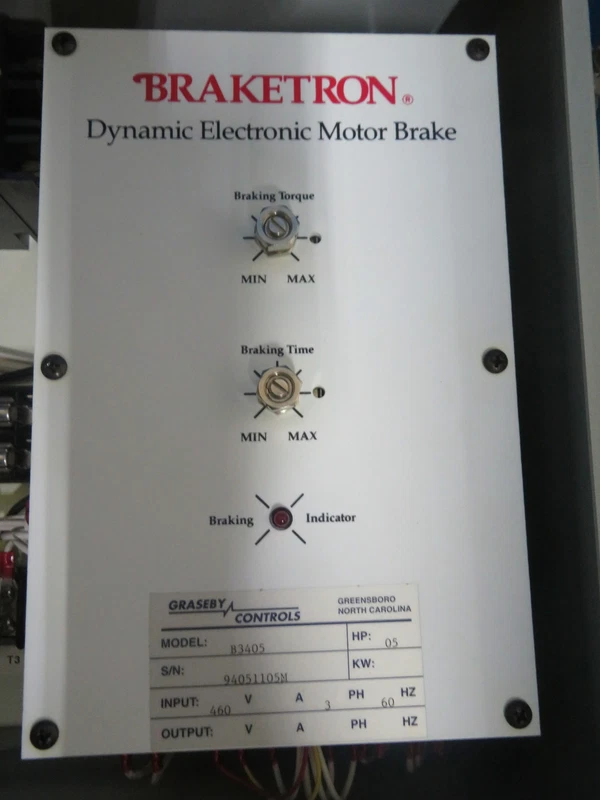 BRAKETRON®
Dynamic Electronic Motor Brake
Braking Torque
MIN MAX
Braking Time
MIN MAX
Braking Indicator
GRASEBY CONTROLS
GREENSBORO
NORTH CAROLINA
MODEL: B3405 HP: 05
S/N: 94051105M KW:
INPUT: 460 V A 3 PH 60 HZ
OUTPUT: V A PH HZ
T3